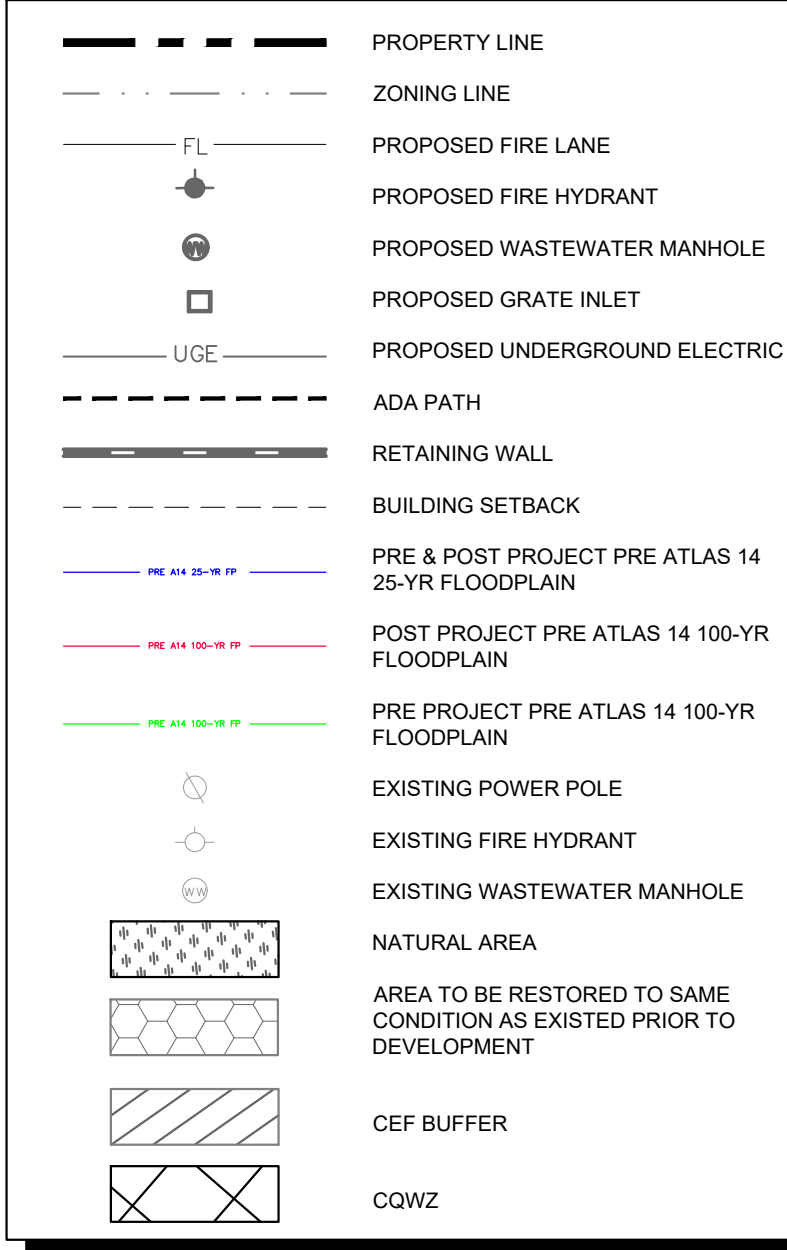 PROPERTY LINE
ZONING LINE
FL
PROPOSED FIRE LANE
PROPOSED FIRE HYDRANT
WW
PROPOSED WASTEWATER MANHOLE
PROPOSED GRATE INLET
UGE
PROPOSED UNDERGROUND ELECTRIC
ADA PATH
RETAINING WALL
BUILDING SETBACK
PRE A14 25-YR FP
PRE & POST PROJECT PRE ATLAS 14
25-YR FLOODPLAIN
PRE A14 100-YR FP
POST PROJECT PRE ATLAS 14 100-YR
FLOODPLAIN
PRE A14 100-YR FP
PRE PROJECT PRE ATLAS 14 100-YR
FLOODPLAIN
EXISTING POWER POLE
EXISTING FIRE HYDRANT
WW
EXISTING WASTEWATER MANHOLE
NATURAL AREA
AREA TO BE RESTORED TO SAME
CONDITION AS EXISTED PRIOR TO
DEVELOPMENT
CEF BUFFER
CQWZ